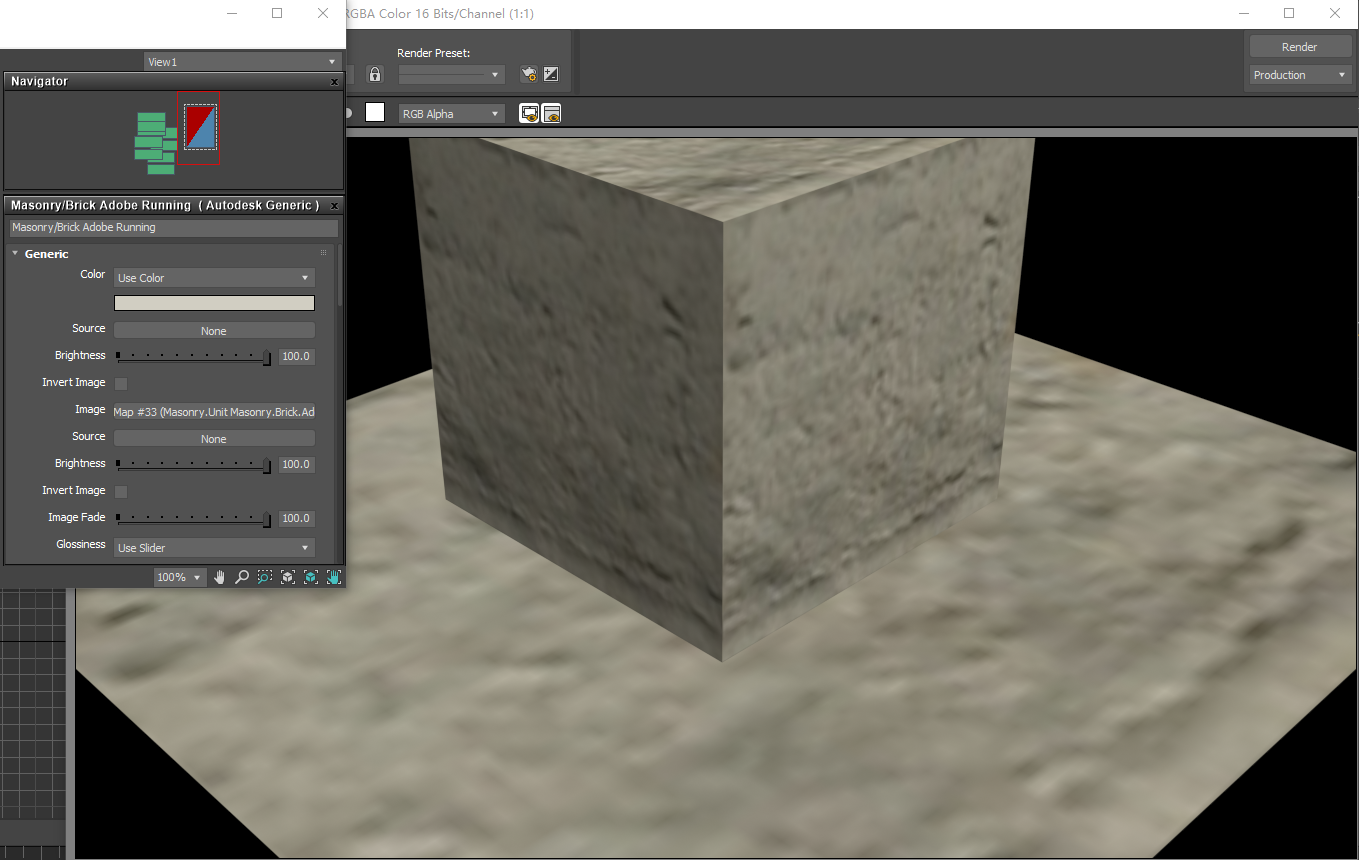 RGBA Color 16 Bits/Channel (1:1)
View1
Render Preset:
Render
Production
Navigator
RGB Alpha
Masonry/Brick Adobe Running ( Autodesk Generic )
Masonry/Brick Adobe Running
Generic
Color
Use Color
Source
None
Brightness
100.0
Invert Image
Image
Map #33 (Masonry.Unit Masonry.Brick.Ad
Source
None
Brightness
100.0
Invert Image
Image Fade
100.0
Glossiness
Use Slider
100%